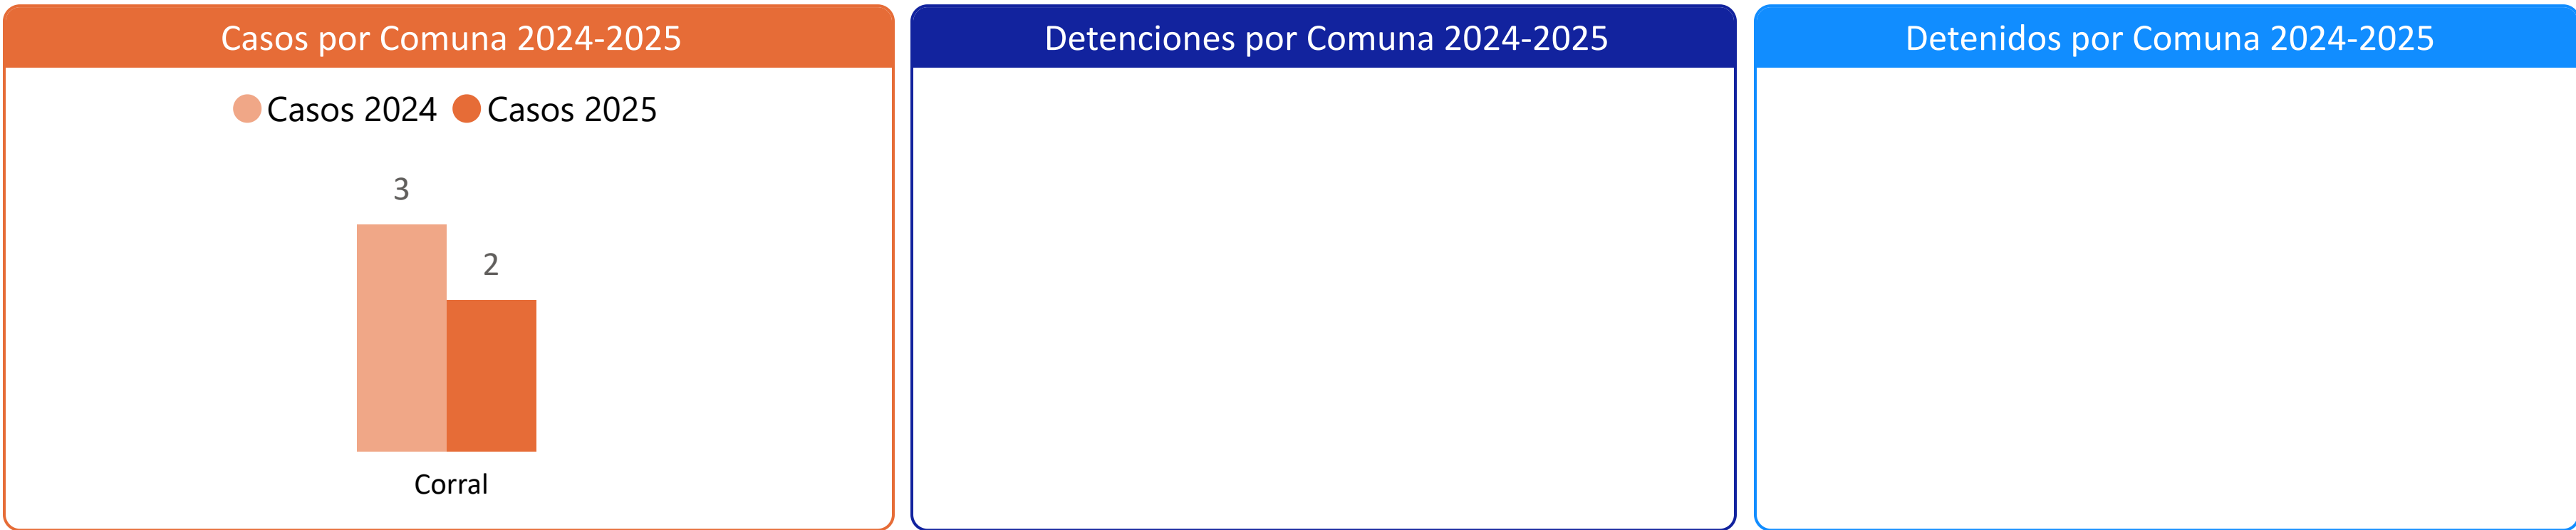 Casos por Comuna 2024-2025
Casos 2024 Casos 2025
3
2
Corral
Detenciones por Comuna 2024-2025
Detenidos por Comuna 2024-2025